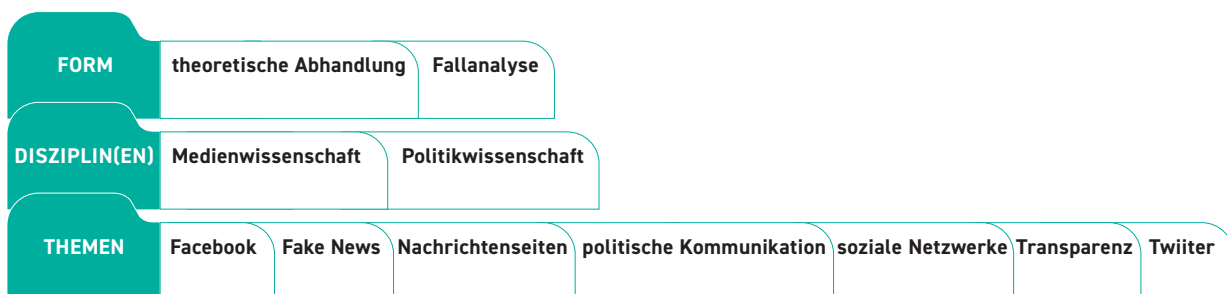 FORM theoretische Abhandlung Fallanalyse
DISZIPLIN(EN) Medienwissenschaft Politikwissenschaft
THEMEN Facebook Fake News Nachrichtenseiten politische Kommunikation soziale Netzwerke Transparenz Twiiter